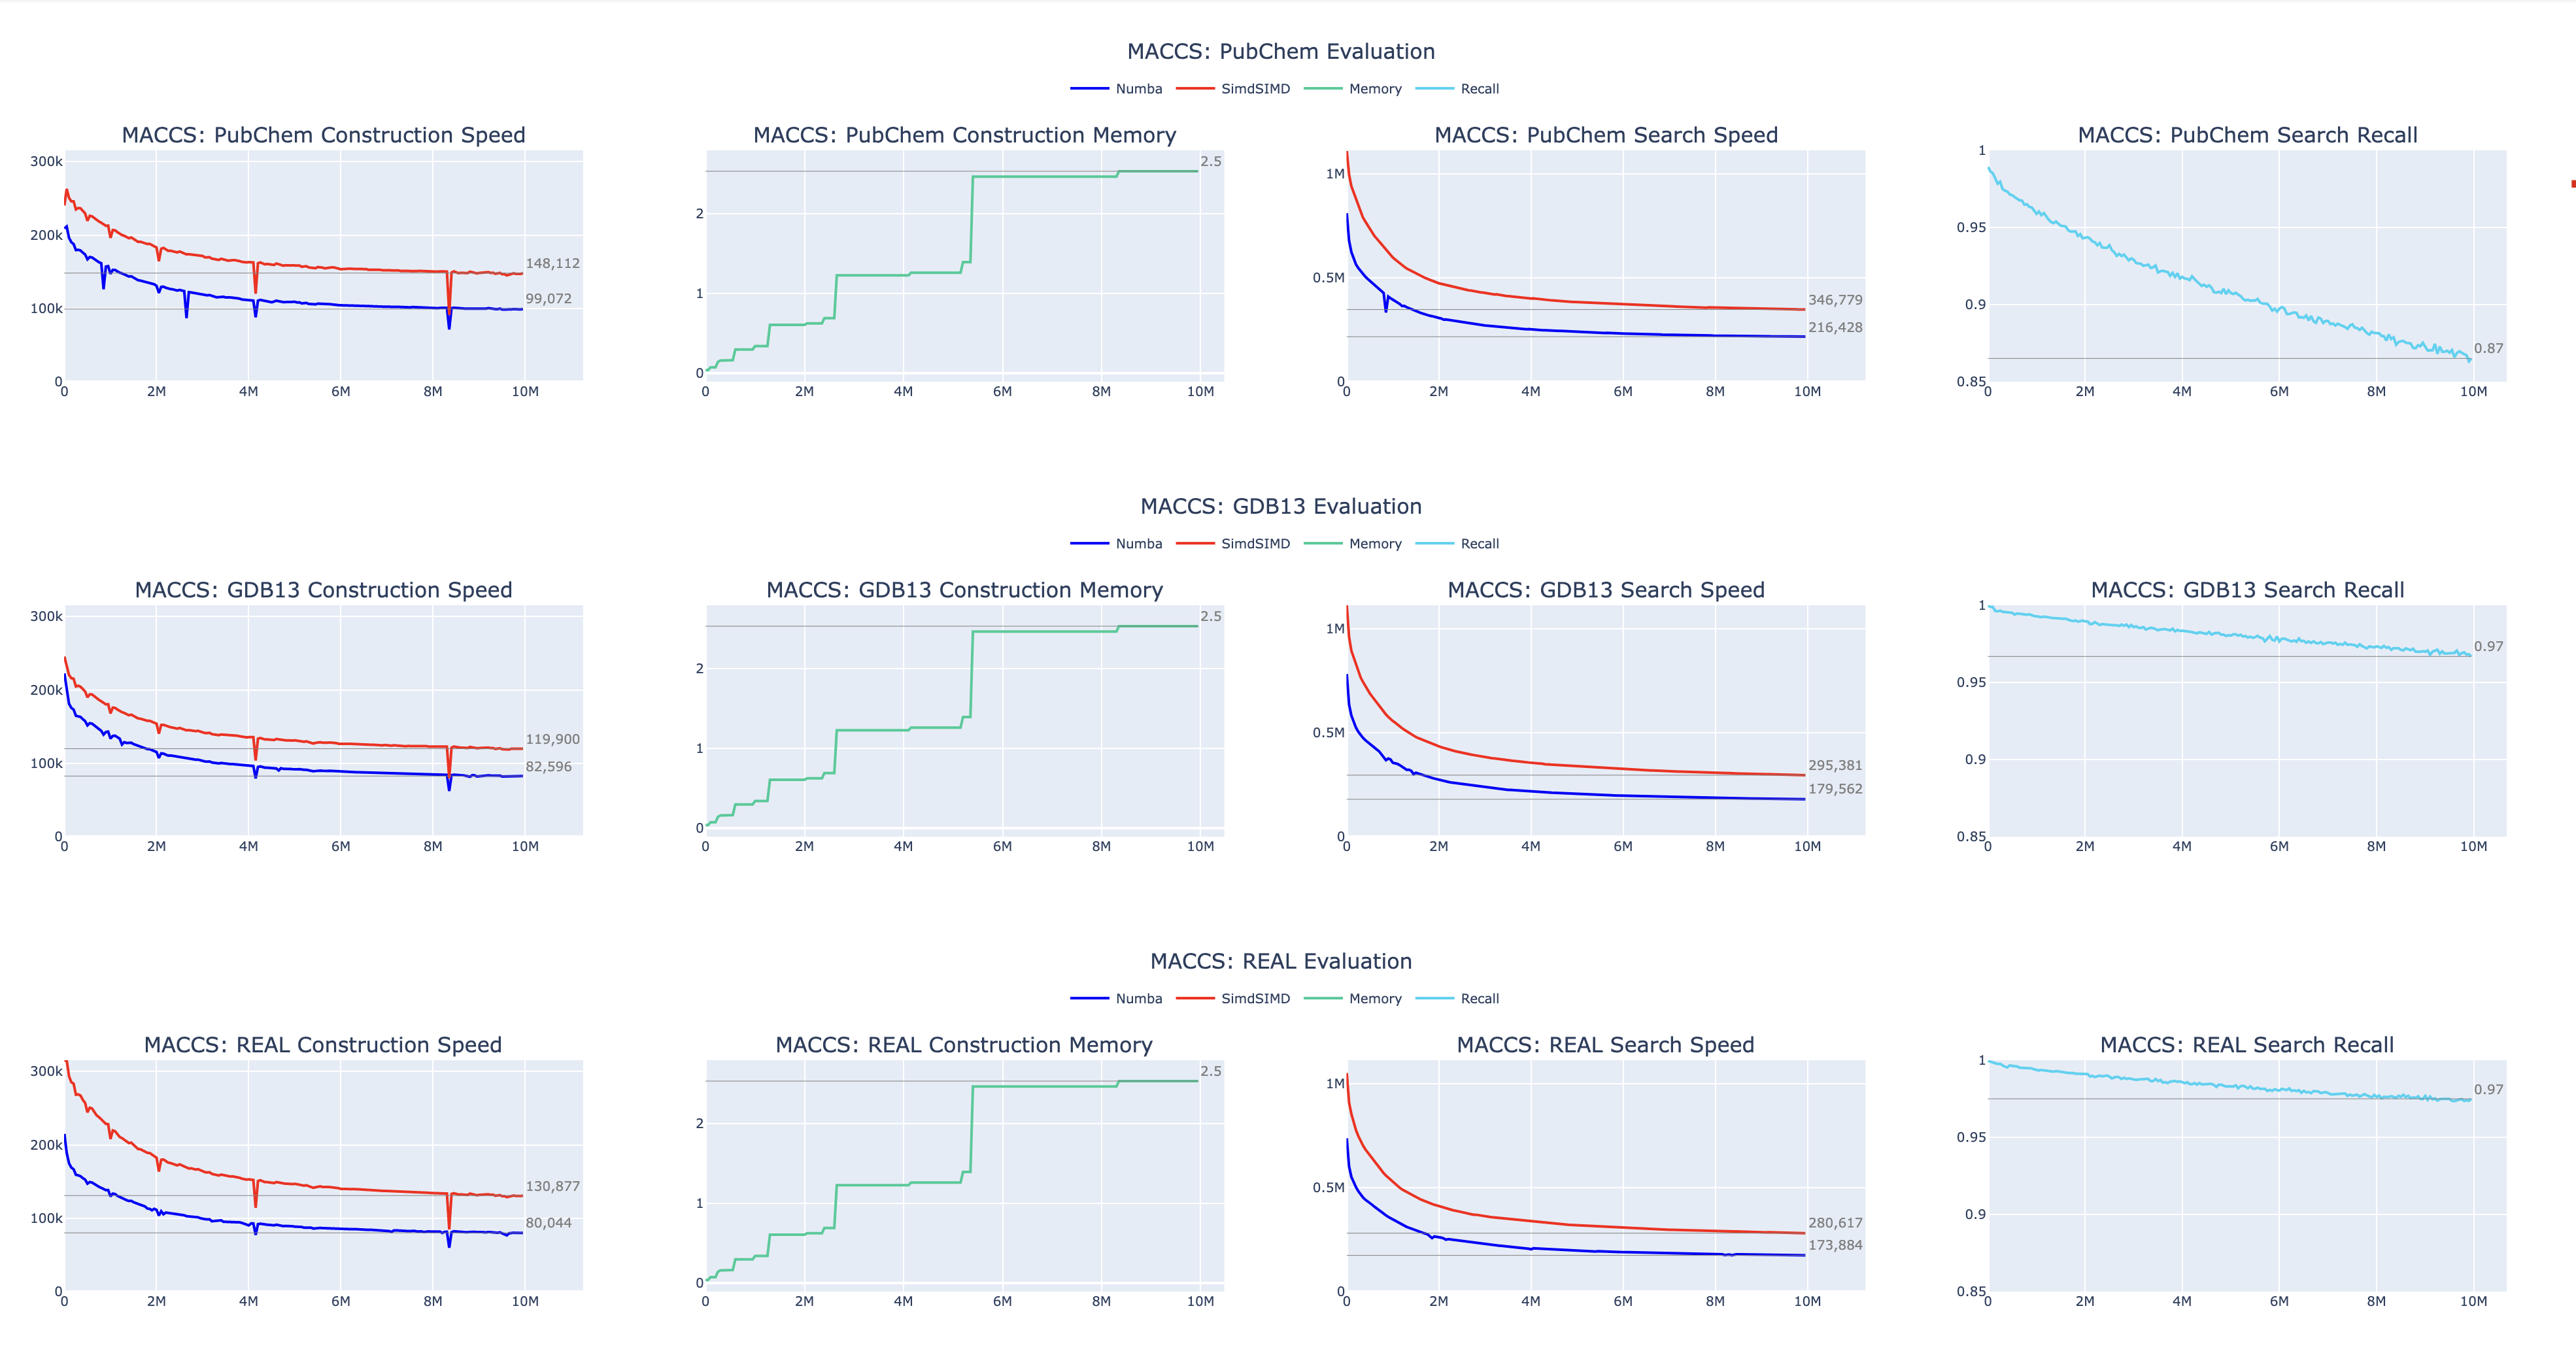 MACCS: PubChem Evaluation
Numba SimdSIMD Memory Recall
MACCS: PubChem Construction Speed
300k
200k
100k
0
148,112
99,072
0 2M 4M 6M 8M 10M
MACCS: PubChem Construction Memory
2.5
2
1
0
0 2M 4M 6M 8M 10M
MACCS: PubChem Search Speed
1M
0.5M
0
346,779
216,428
0 2M 4M 6M 8M 10M
MACCS: PubChem Search Recall
1
0.95
0.9
0.85
0.87
0 2M 4M 6M 8M 10M
MACCS: GDB13 Evaluation
Numba SimdSIMD Memory Recall
MACCS: GDB13 Construction Speed
300k
200k
100k
0
119,900
82,596
0 2M 4M 6M 8M 10M
MACCS: GDB13 Construction Memory
2.5
2
1
0
0 2M 4M 6M 8M 10M
MACCS: GDB13 Search Speed
1M
0.5M
0
295,381
179,562
0 2M 4M 6M 8M 10M
MACCS: GDB13 Search Recall
1
0.95
0.9
0.85
0.97
0 2M 4M 6M 8M 10M
MACCS: REAL Evaluation
Numba SimdSIMD Memory Recall
MACCS: REAL Construction Speed
300k
200k
100k
0
130,877
80,044
0 2M 4M 6M 8M 10M
MACCS: REAL Construction Memory
2.5
2
1
0
0 2M 4M 6M 8M 10M
MACCS: REAL Search Speed
1M
0.5M
0
280,617
173,884
0 2M 4M 6M 8M 10M
MACCS: REAL Search Recall
1
0.95
0.9
0.85
0.97
0 2M 4M 6M 8M 10M